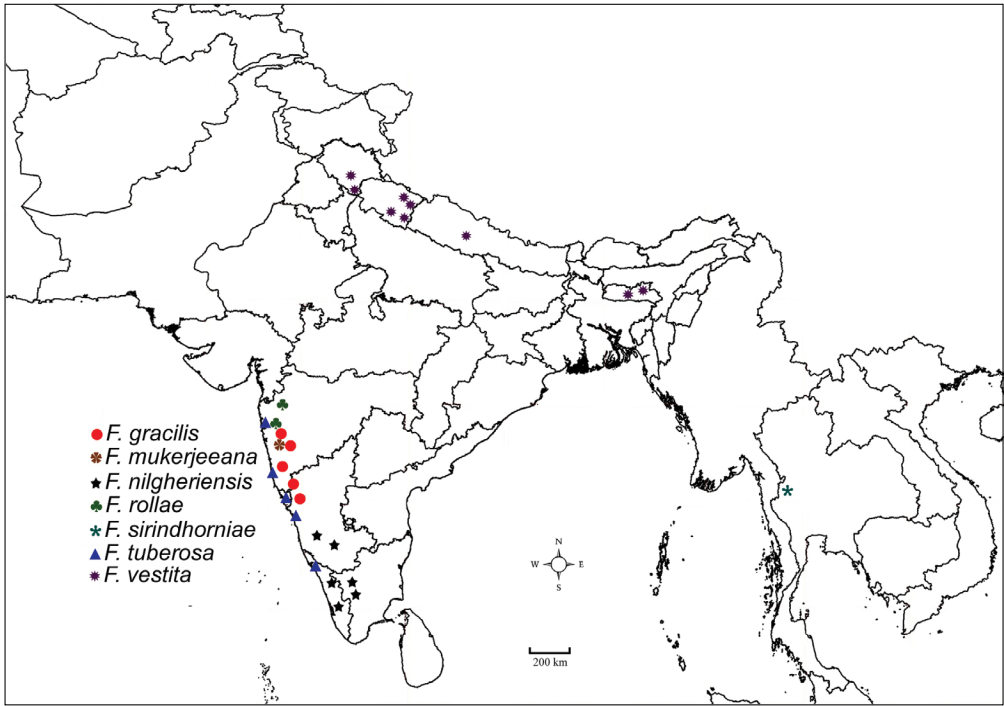 F. gracilis
F. mukerjeeana
F. nilgheriensis
F. rollae
F. sirindhorniae
F. tuberosa
F. vestita
N
W E
S
200 km